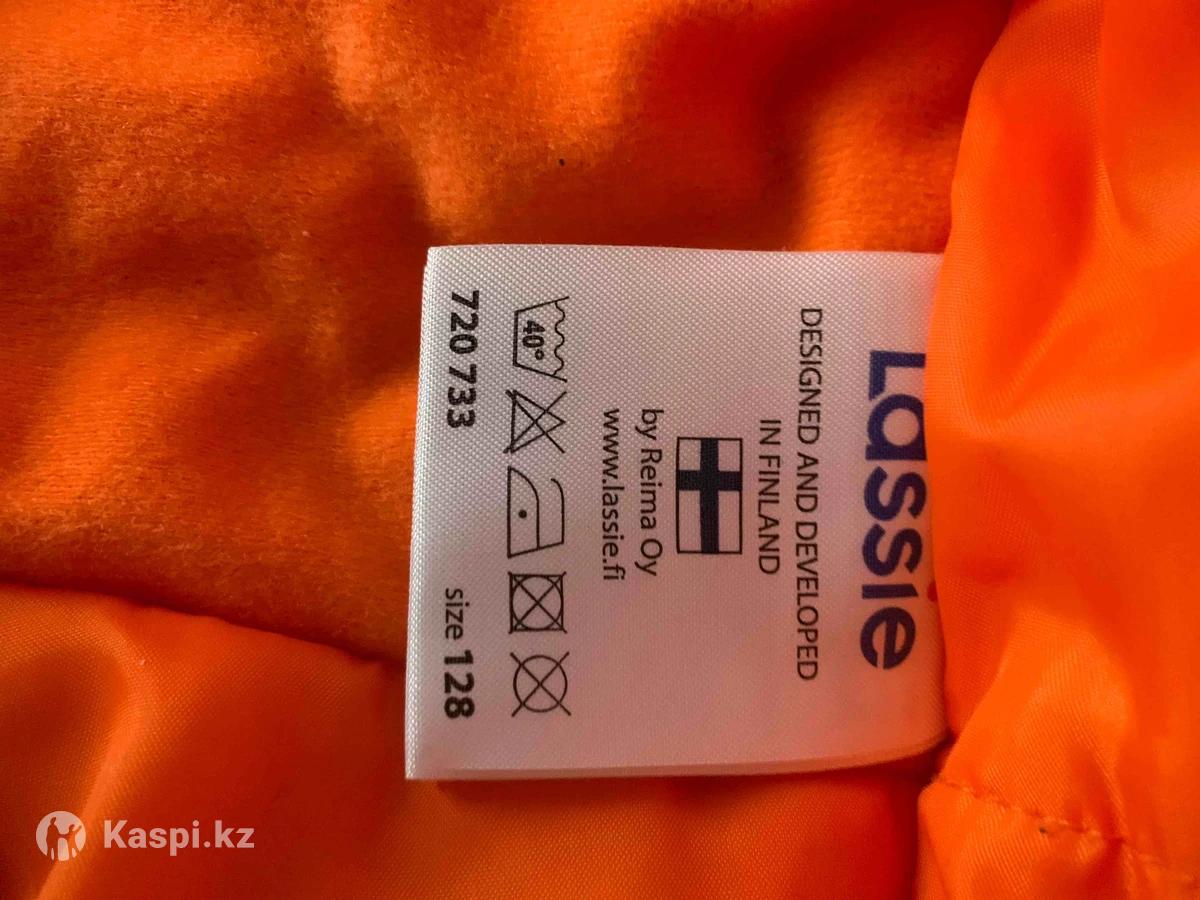 Lassie
DESIGNED AND DEVELOPED
IN FINLAND
by Reima Oy
www.lassie.fi
40°
720 733 size 128
Kaspi.kz